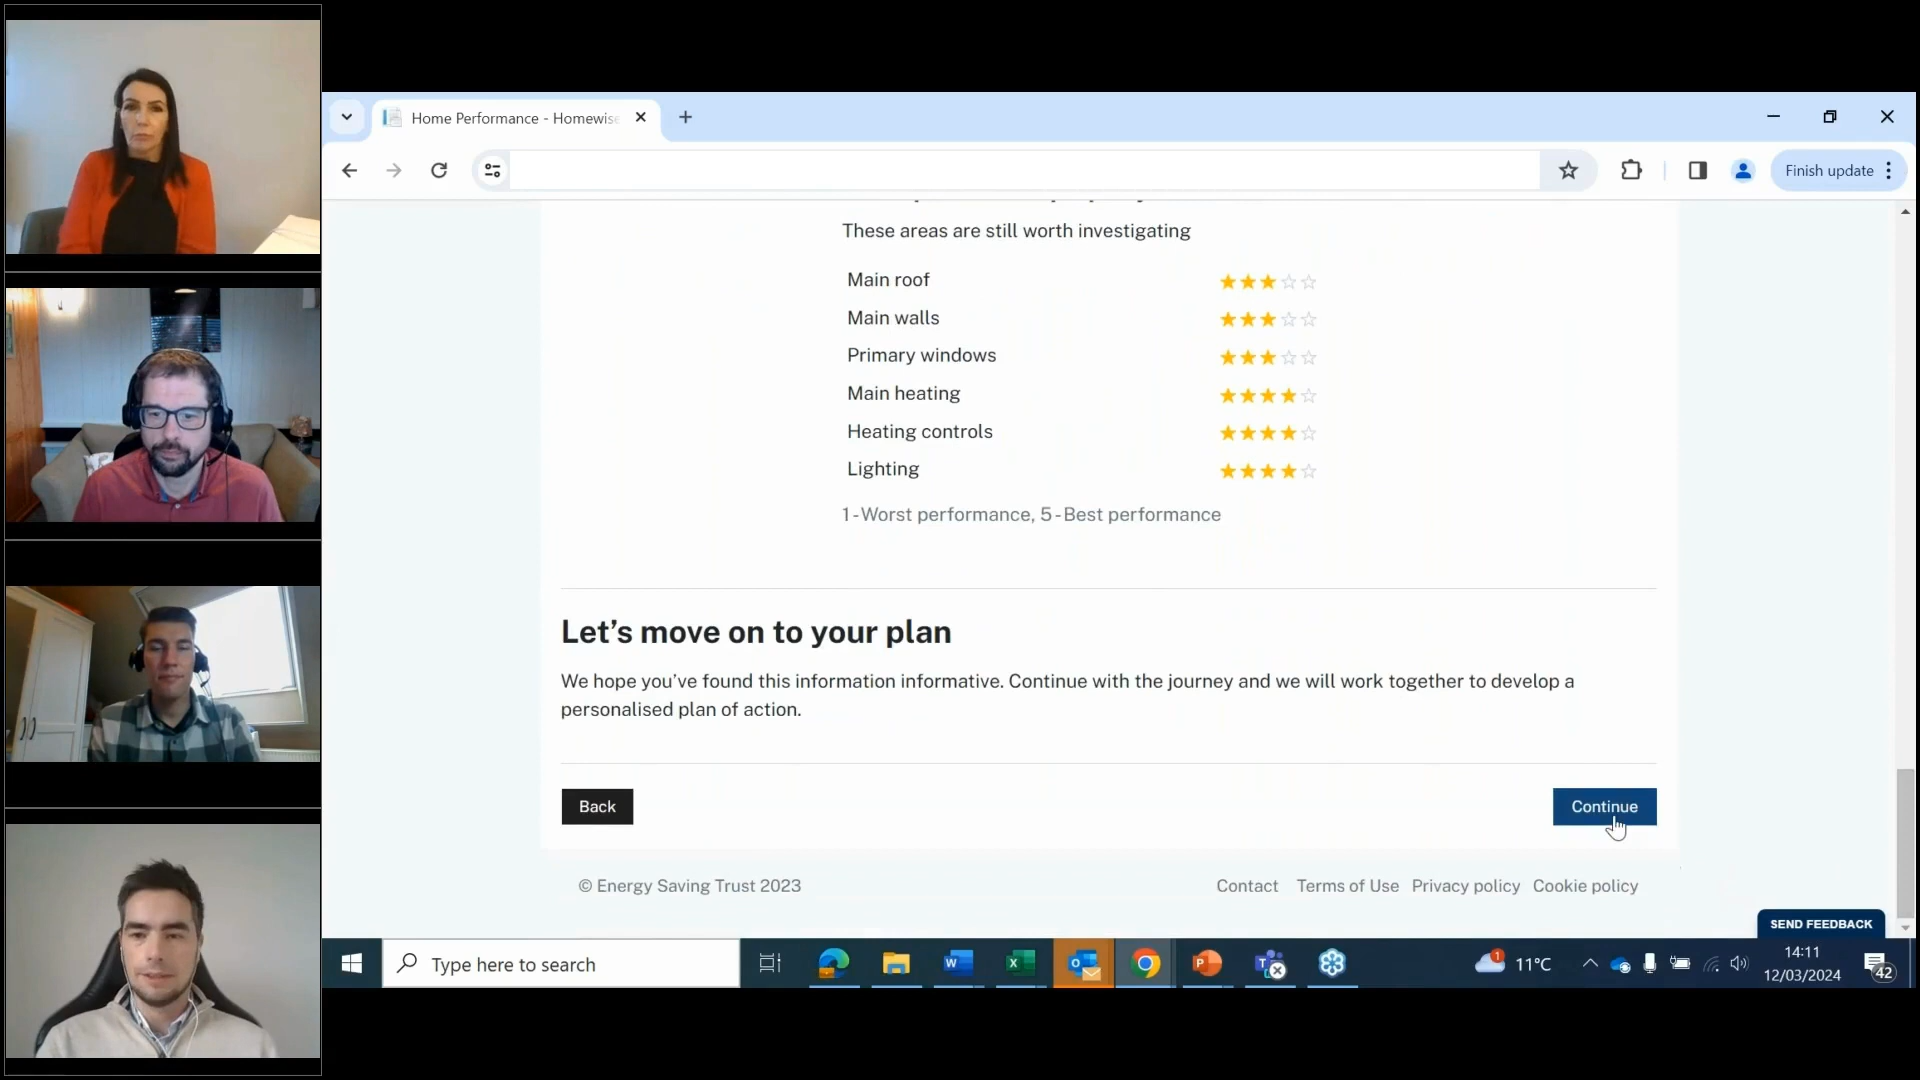 Home Performance - Homewise
Finish update
These areas are still worth investigating
Main roof
Main walls
Primary windows
Main heating
Heating controls
Lighting
1 - Worst performance, 5 - Best performance
Let's move on to your plan
We hope you've found this information informative. Continue with the journey and we will work together to develop a
personalised plan of action.
Back
Continue
© Energy Saving Trust 2023
Contact Terms of Use Privacy policy Cookie policy
SEND FEEDBACK
Type here to search
1
11°C
14:11
12/03/2024
42